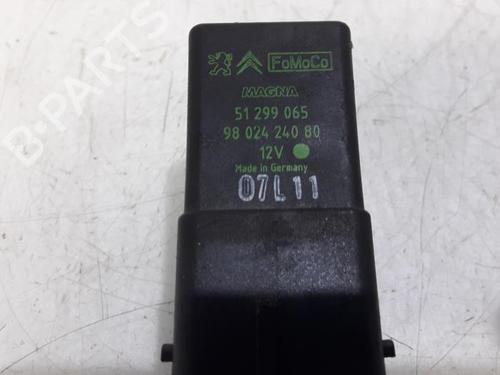 FoMoCo
MAGNA
51 299 065
98 024 240 80
12V
Made in Germany
07L11
B-Parts